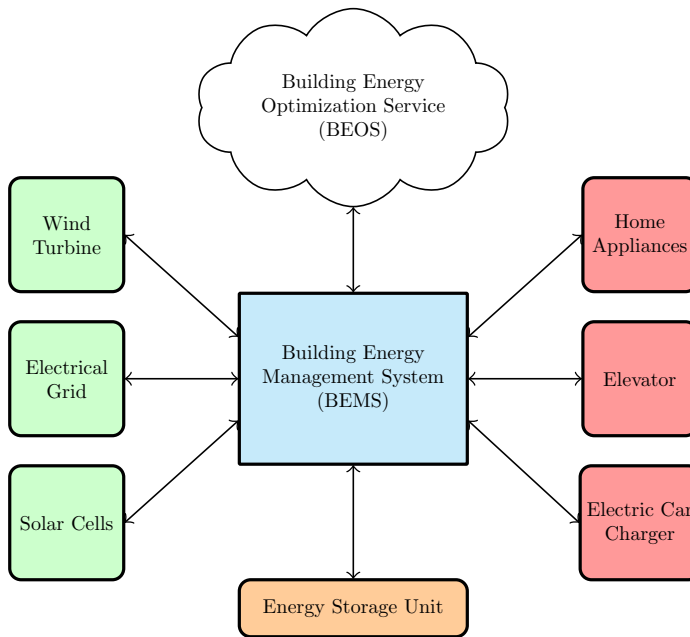 Building Energy
Optimization Service
(BEOS)
Wind
Turbine
Home
Appliances
Electrical
Grid
Building Energy
Management System
(BEMS)
Elevator
Solar Cells
Electric Car
Charger
Energy Storage Unit